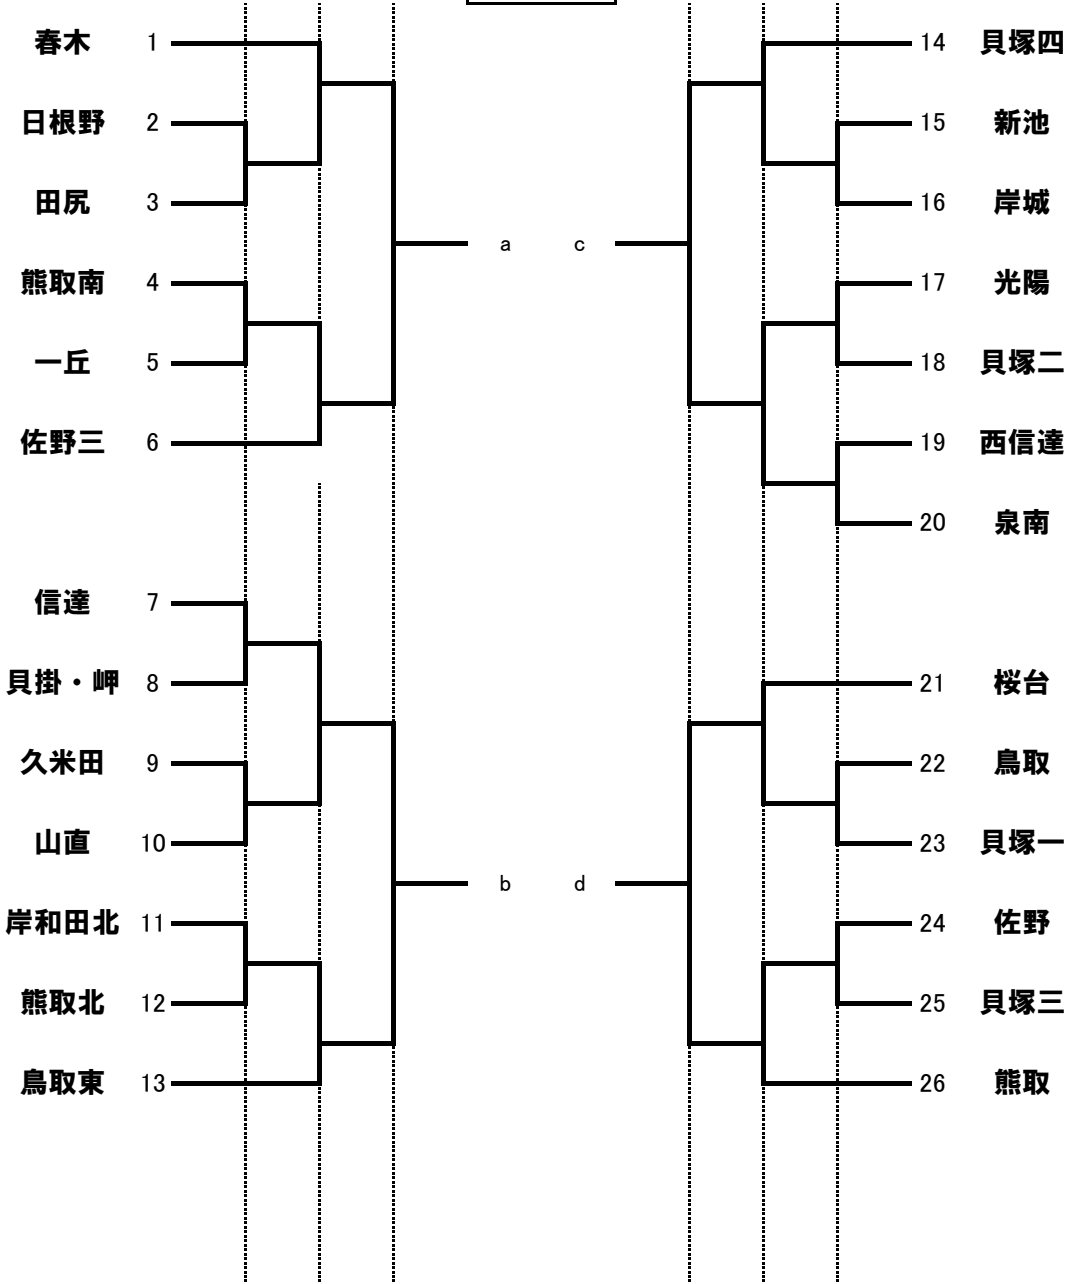 春木 1
日根野 2
田尻 3
熊取南 4
一丘 5
佐野三 6
信達 7
貝掛・岬 8
久米田 9
山直 10
岸和田北 11
熊取北 12
鳥取東 13
a
b
c
d
14 貝塚四
15 新池
16 岸城
17 光陽
18 貝塚二
19 西信達
20 泉南
21 桜台
22 鳥取
23 貝塚一
24 佐野
25 貝塚三
26 熊取